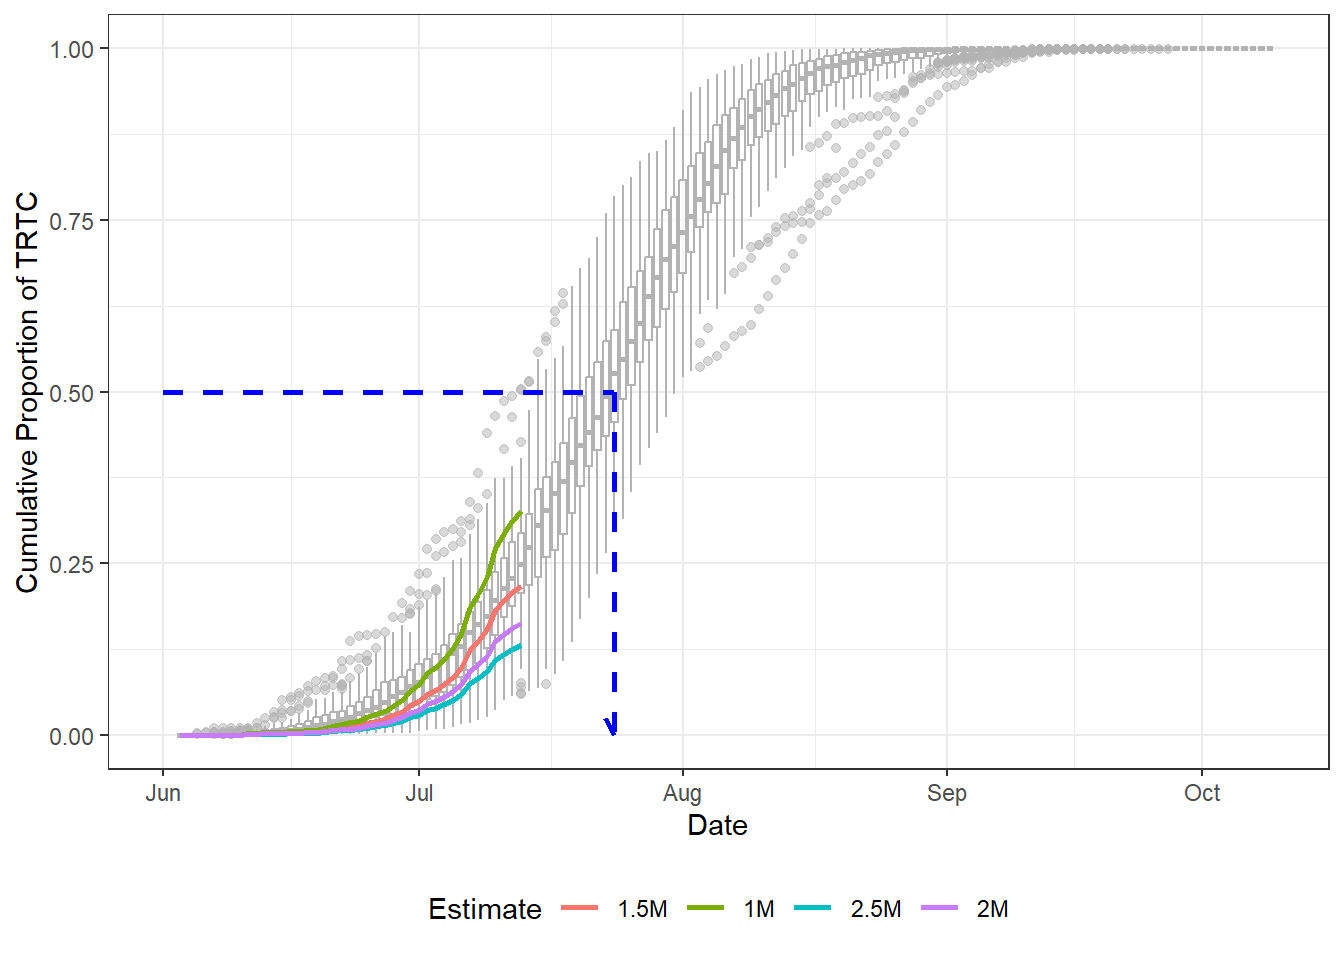 Cumulative Proportion of TRTC
1.00
0.75
0.50
0.25
0.00
Jun Jul Aug Sep Oct
Date
Estimate 1.5M 1M 2.5M 2M